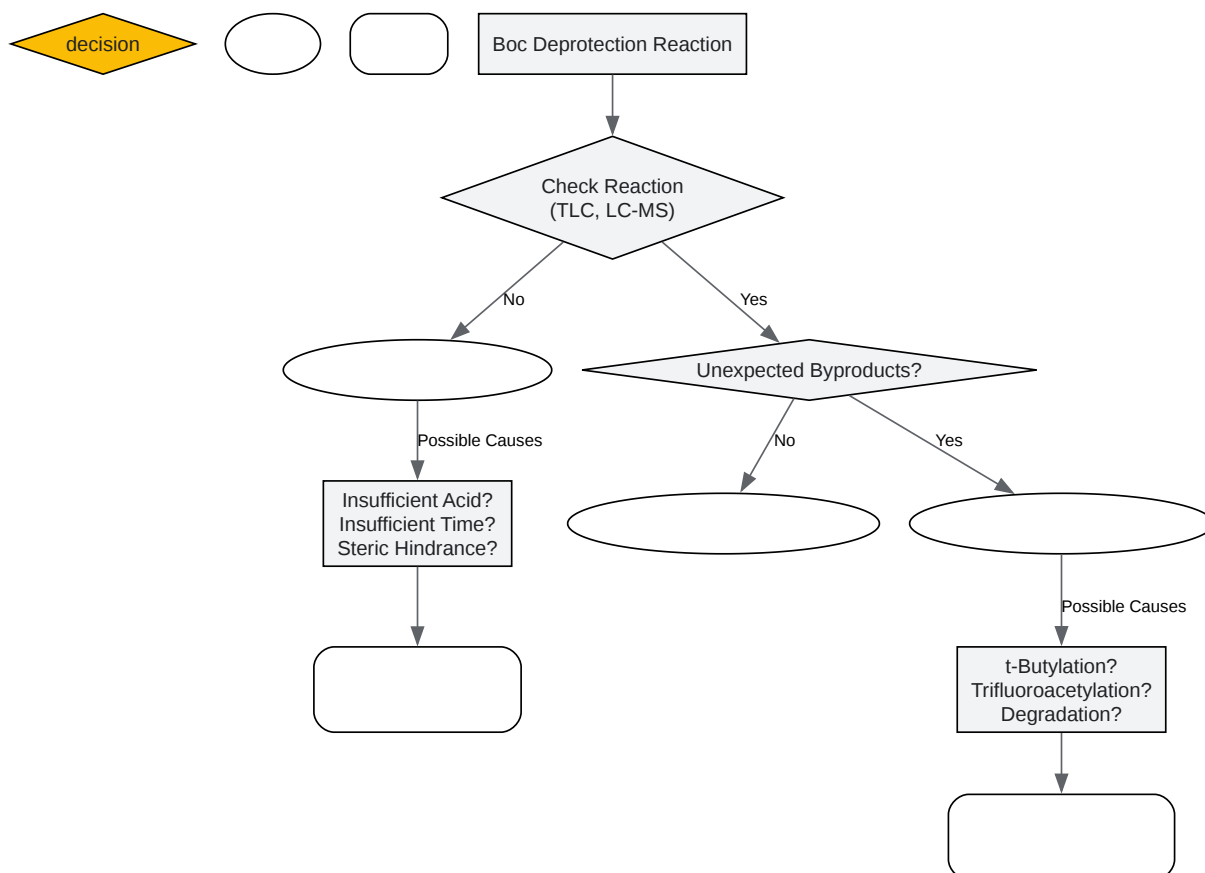 decision
Boc Deprotection Reaction
Check Reaction
(TLC, LC-MS)
No
Yes
Unexpected Byproducts?
Possible Causes
No
Yes
Insufficient Acid?
Insufficient Time?
Steric Hindrance?
Possible Causes
t-Butylation?
Trifluoroacetylation?
Degradation?